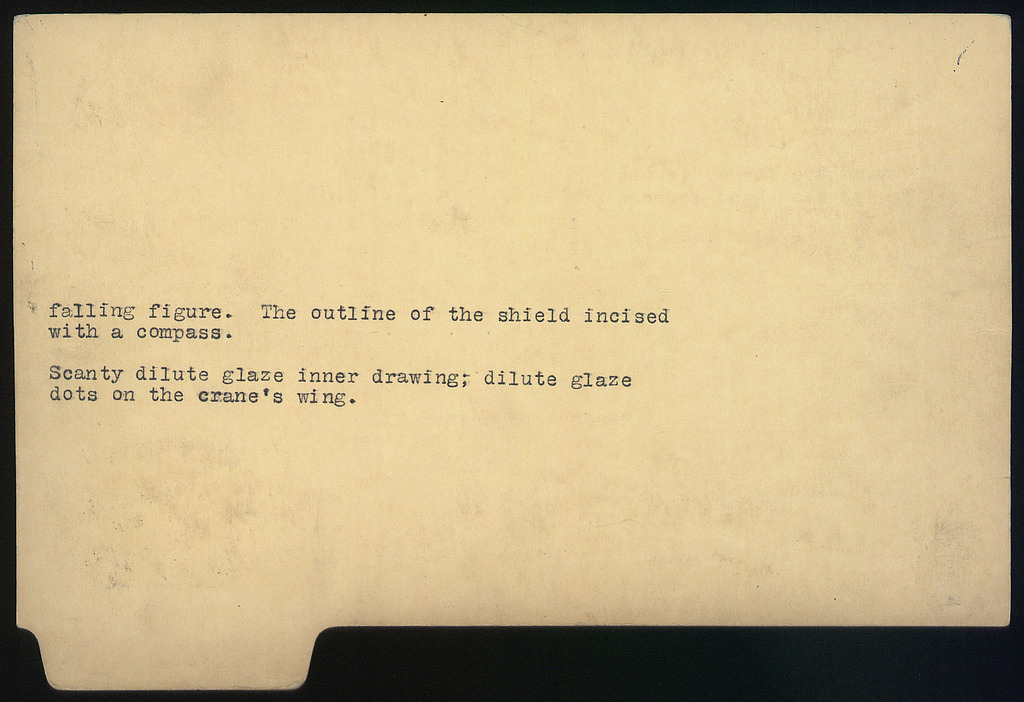 falling figure. The outline of the shield incised
with a compass.
Scanty dilute glaze inner drawing; dilute glaze
dots on the crane's wing.